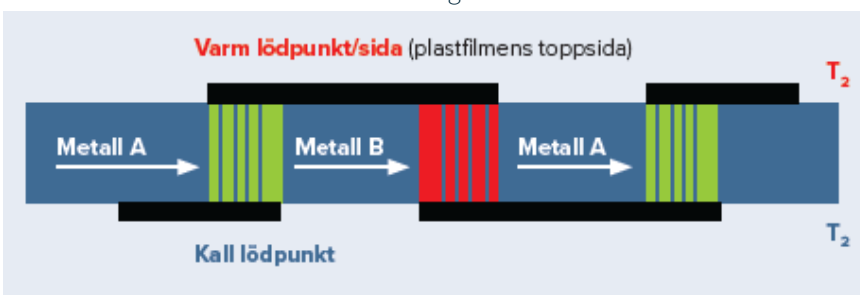 Varm lödpunkt/sida (plastfilmens toppsida)
T₂
Metall A
Metall B
Metall A
T₂
Kall lödpunkt